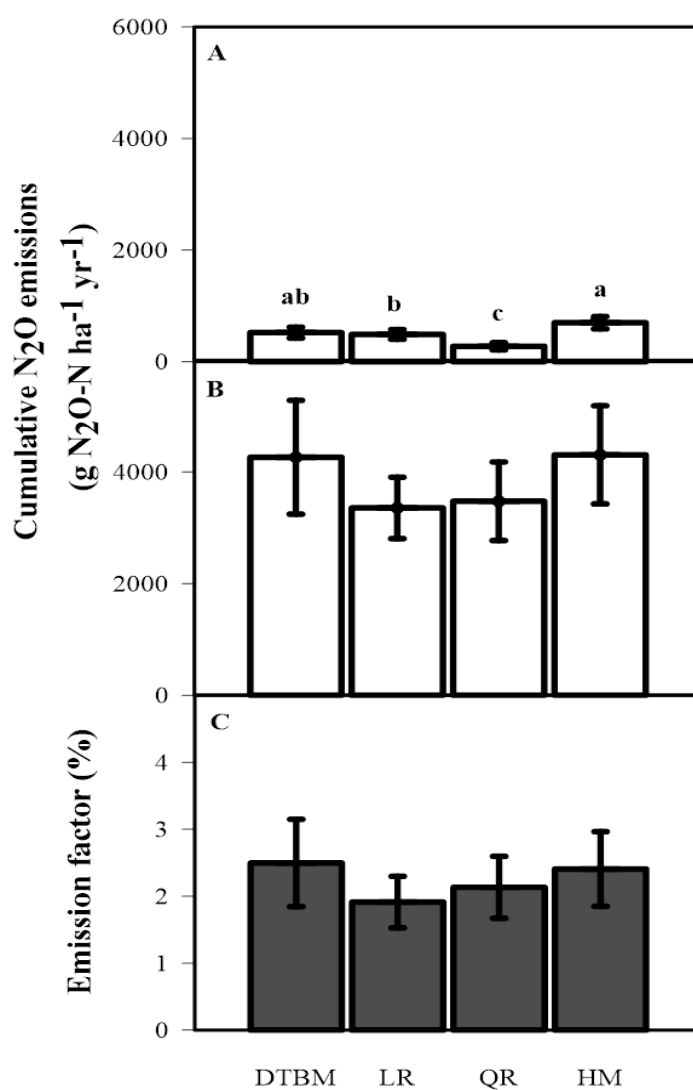 Cumulative N2O emissions
(g N2O-N ha-1 yr-1)
6000
4000
2000
0
A
ab
b
c
a
4000
2000
0
B
Emission factor (%)
4
3
2
1
0
C
DTBM LR QR HM